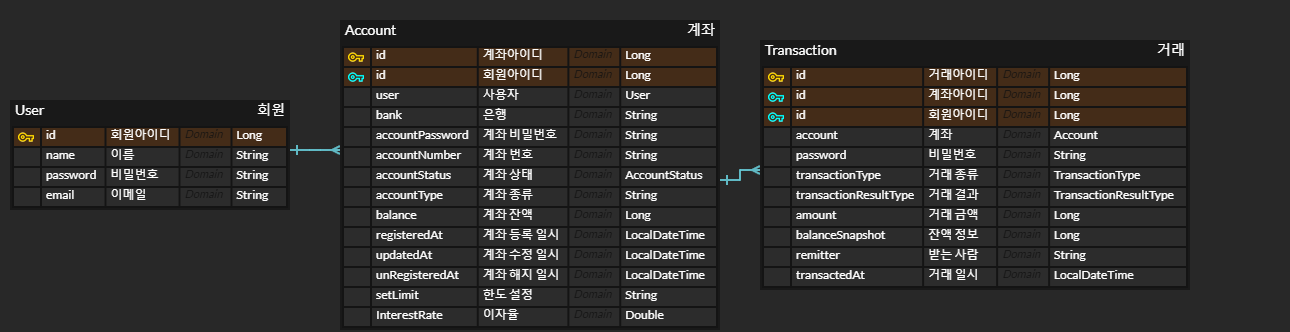 User 회원
id 회원아이디 Domain Long
name 이름 Domain String
password 비밀번호 Domain String
email 이메일 Domain String
Account 계좌
id 계좌아이디 Domain Long
id 회원아이디 Domain Long
user 사용자 Domain User
bank 은행 Domain String
accountPassword 계좌 비밀번호 Domain String
accountNumber 계좌 번호 Domain String
accountStatus 계좌 상태 Domain AccountStatus
accountType 계좌 종류 Domain String
balance 계좌 잔액 Domain Long
registeredAt 계좌 등록 일시 Domain LocalDateTime
updatedAt 계좌 수정 일시 Domain LocalDateTime
unRegisteredAt 계좌 해지 일시 Domain LocalDateTime
setLimit 한도 설정 Domain String
InterestRate 이자율 Domain Double
Transaction 거래
id 거래아이디 Domain Long
id 계좌아이디 Domain Long
id 회원아이디 Domain Long
account 계좌 Domain Account
password 비밀번호 Domain String
transactionType 거래 종류 Domain TransactionType
transactionResultType 거래 결과 Domain TransactionResultType
amount 거래 금액 Domain Long
balanceSnapshot 잔액 정보 Domain Long
remitter 받는 사람 Domain String
transactedAt 거래 일시 Domain LocalDateTime